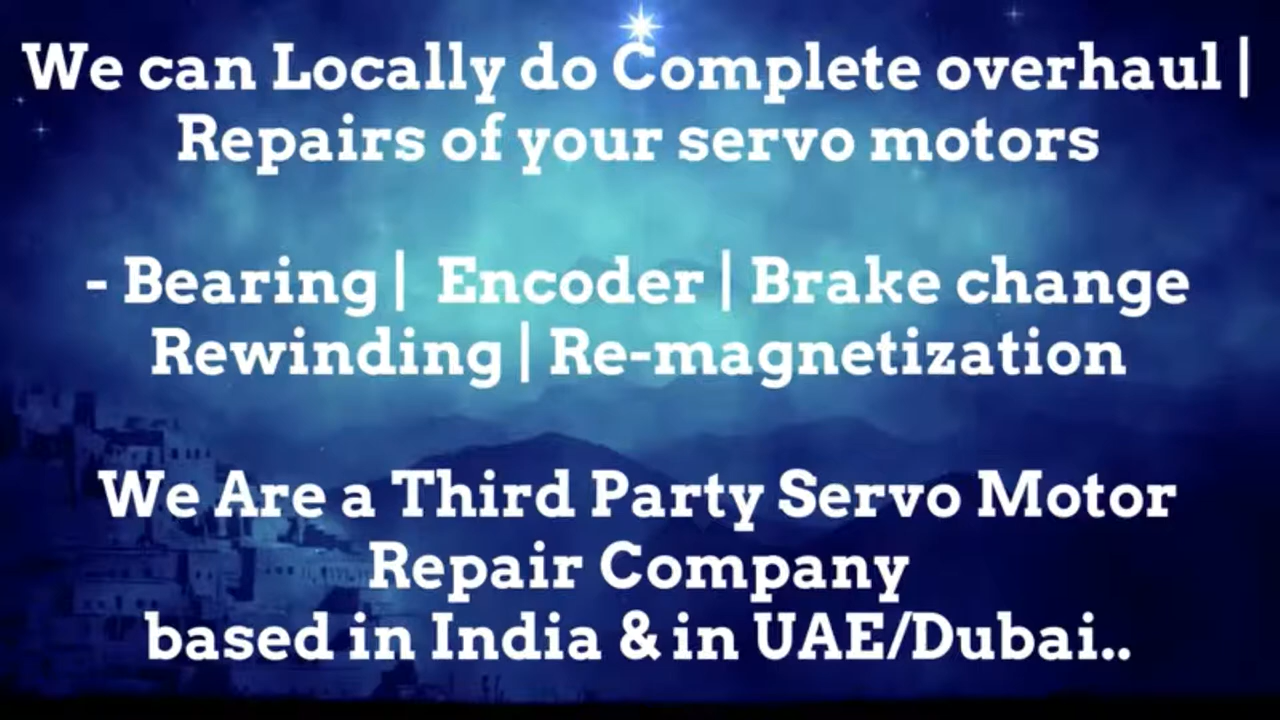 We can Locally do Complete overhaul |
Repairs of your servo motors
- Bearing | Encoder | Brake change
Rewinding | Re-magnetization
We Are a Third Party Servo Motor
Repair Company
based in India & in UAE/Dubai..